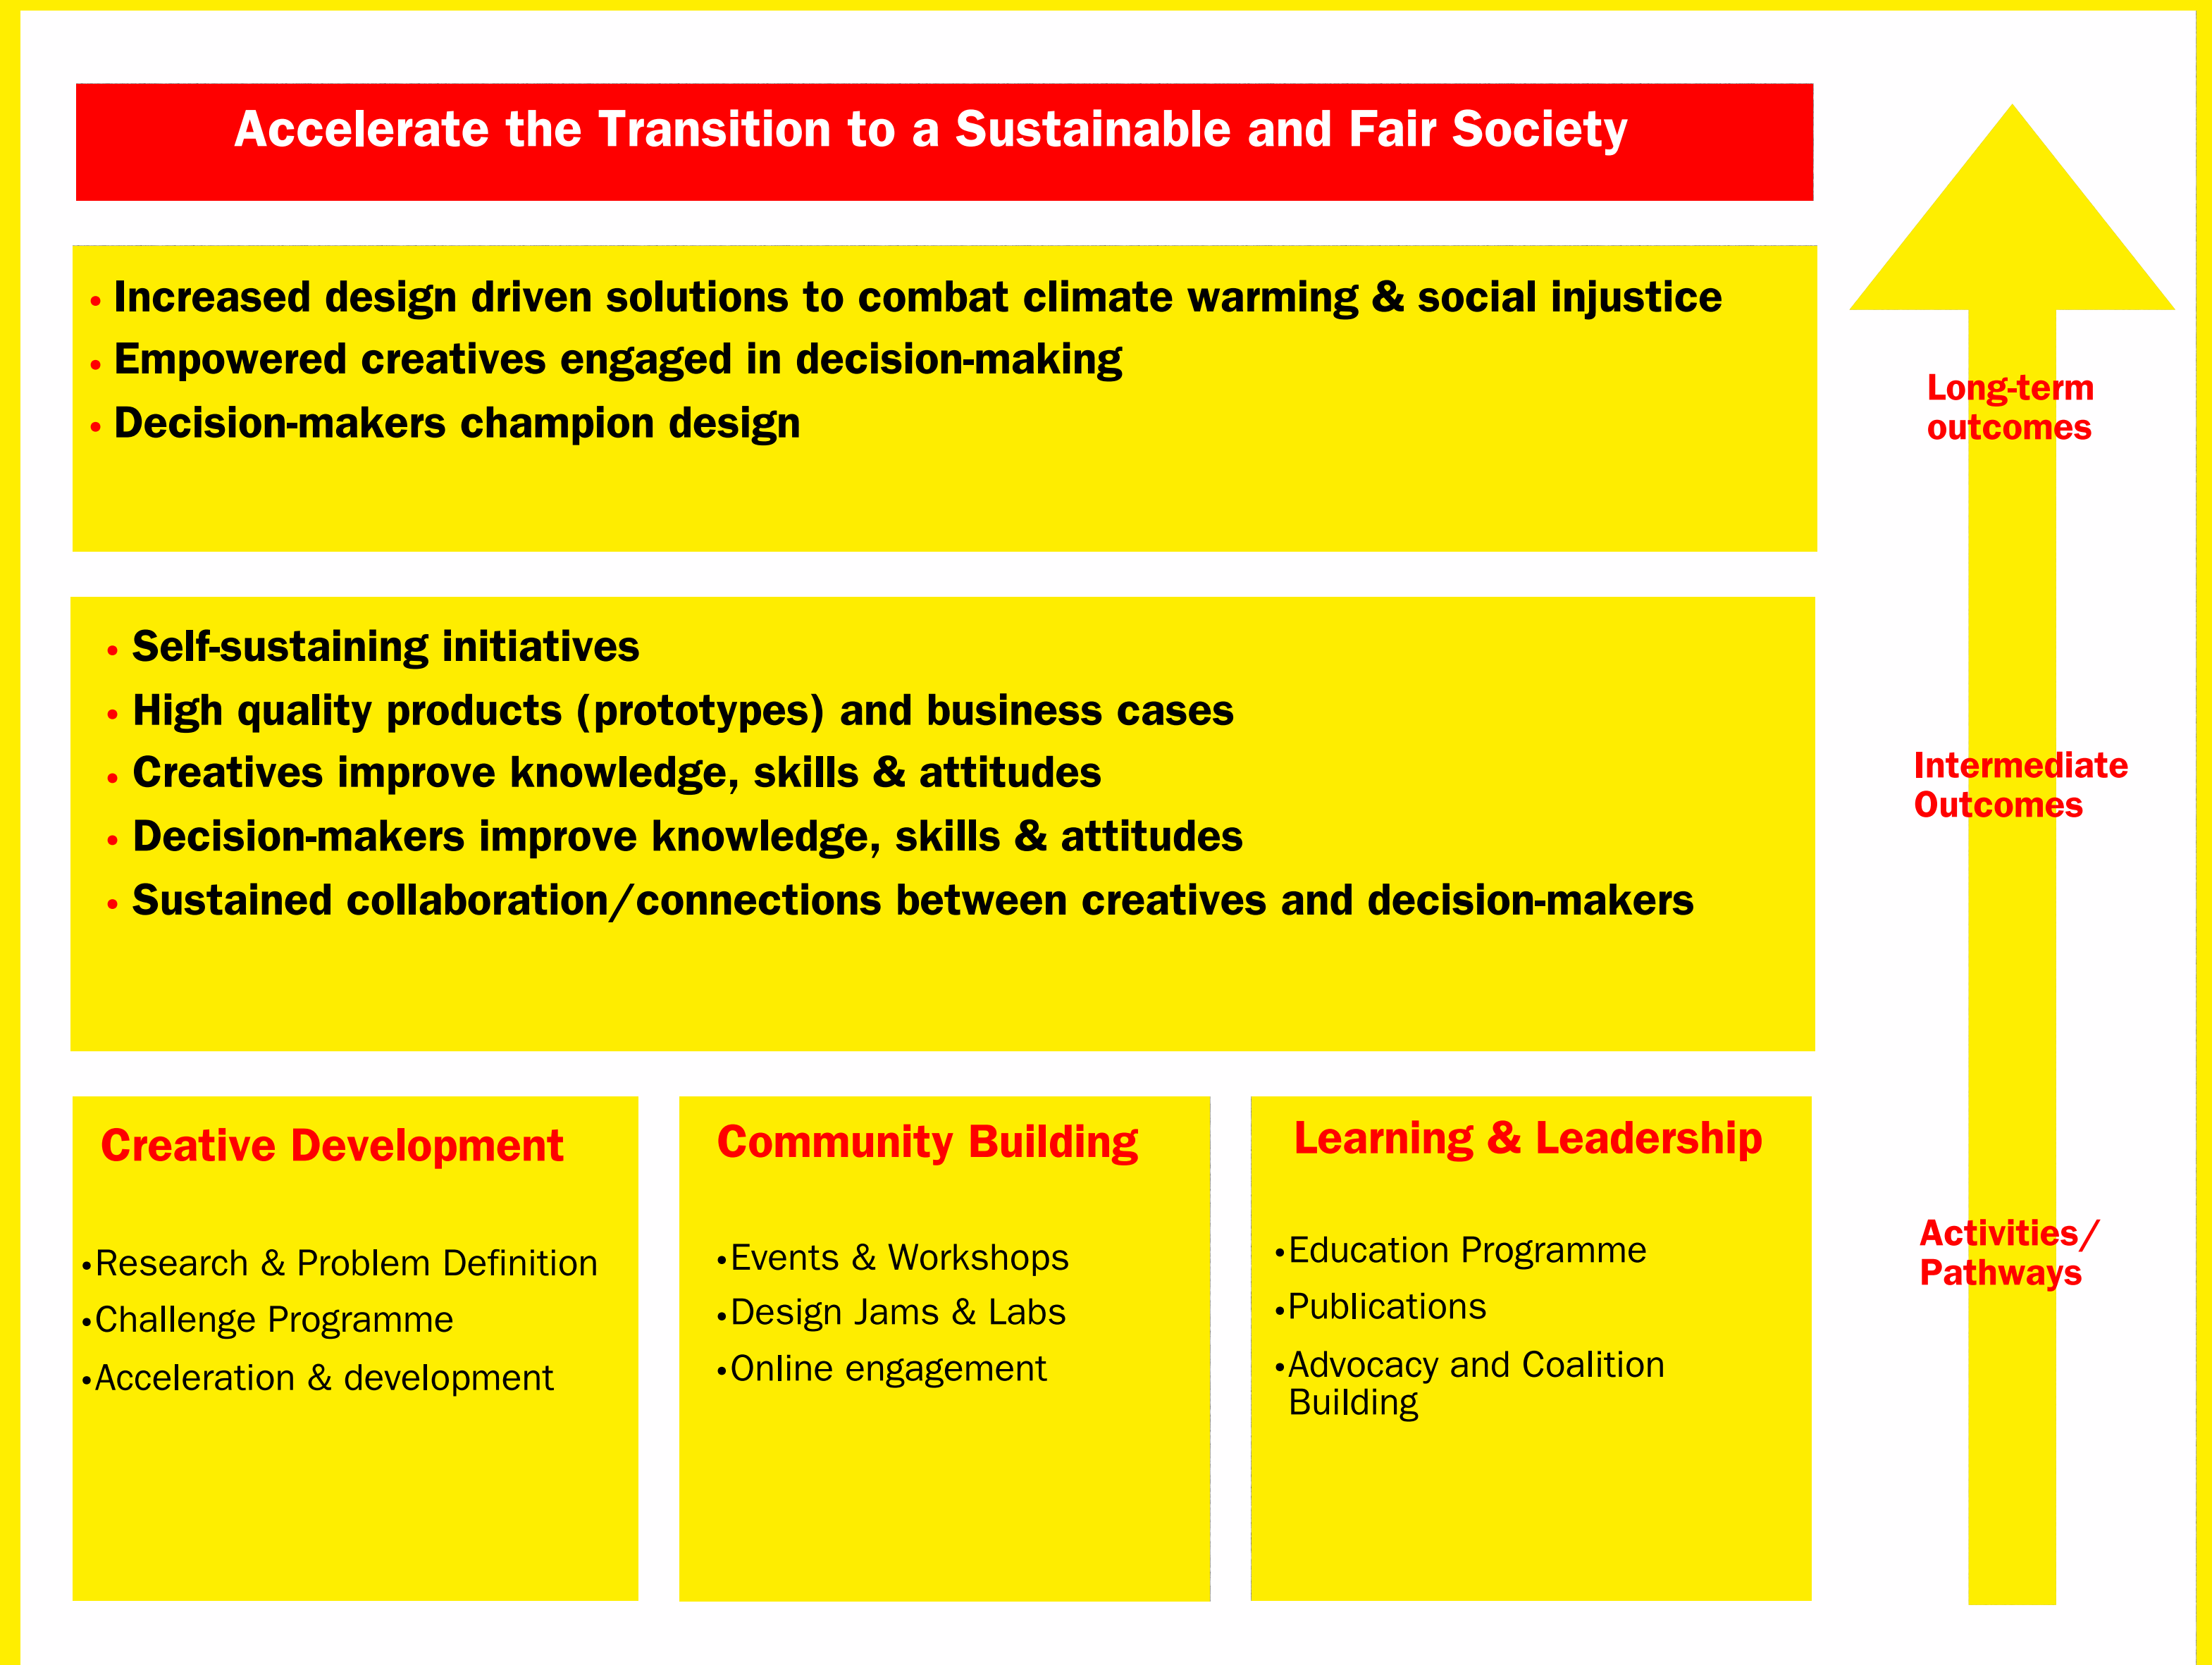 Accelerate the Transition to a Sustainable and Fair Society
• Increased design driven solutions to combat climate warming & social injustice
• Empowered creatives engaged in decision-making
• Decision-makers champion design
Long-term
outcomes
• Self-sustaining initiatives
• High quality products (prototypes) and business cases
• Creatives improve knowledge, skills & attitudes
• Decision-makers improve knowledge, skills & attitudes
• Sustained collaboration/connections between creatives and decision-makers
Intermediate
Outcomes
Creative Development
•Research & Problem Definition
•Challenge Programme
•Acceleration & development
Community Building
•Events & Workshops
•Design Jams & Labs
•Online engagement
Learning & Leadership
•Education Programme
•Publications
•Advocacy and Coalition
Building
Activities/
Pathways